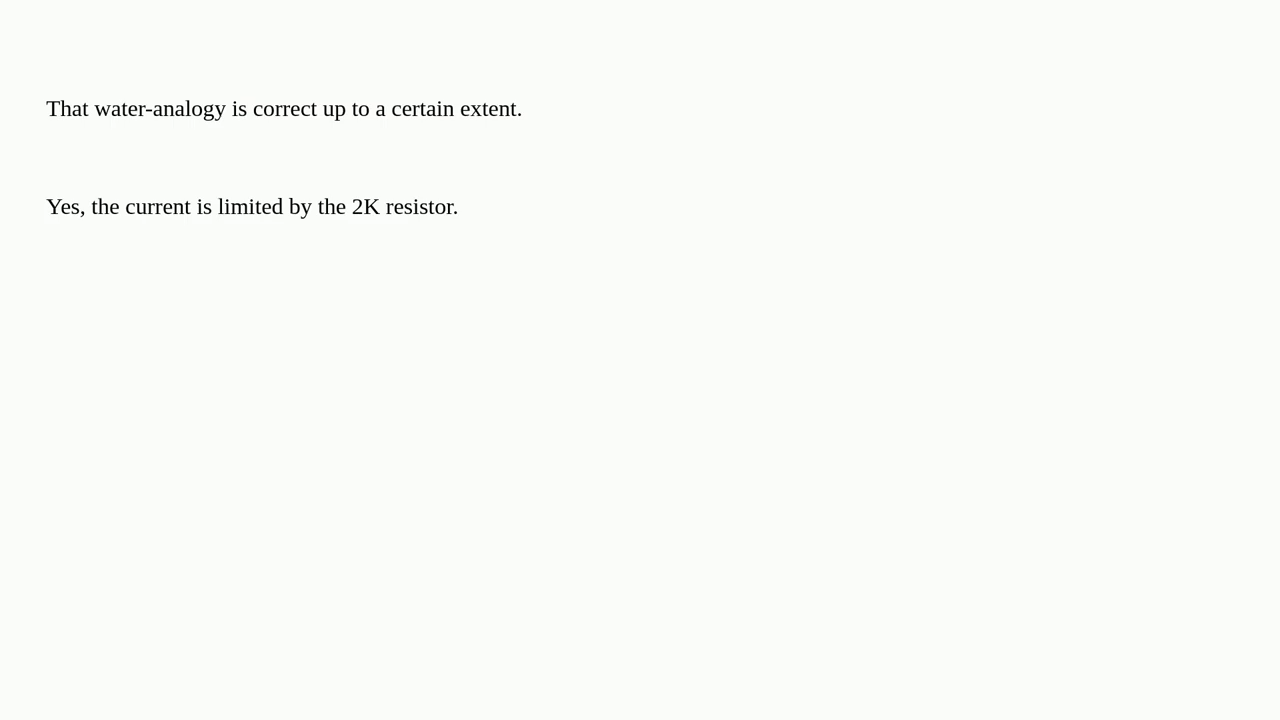 That water-analogy is correct up to a certain extent.
Yes, the current is limited by the 2K resistor.